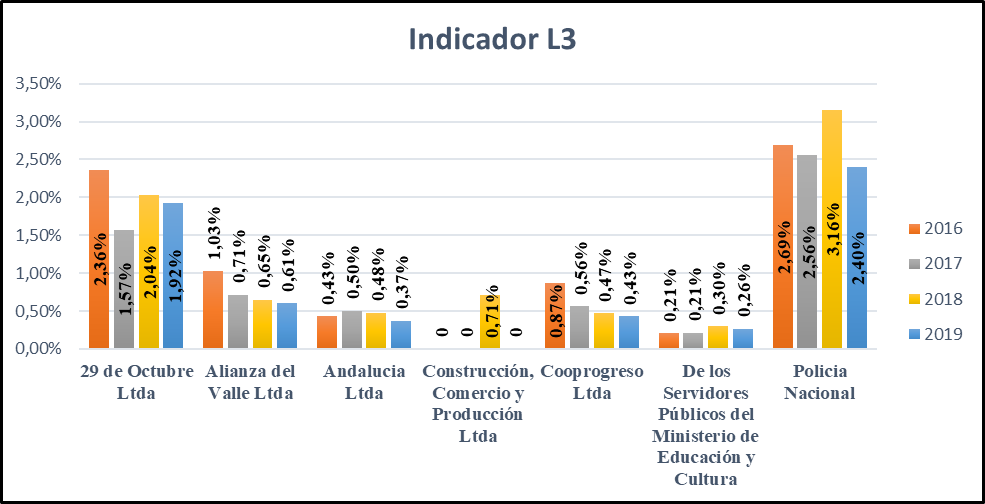 Indicador L3
3,50%
3,00%
2,50%
2,00%
1,50%
1,00%
0,50%
0,00%
2,36%
1,57%
2,04%
1,92%
1,03%
0,71%
0,65%
0,61%
0,43%
0,50%
0,48%
0,37%
0
0
0,71%
0
0,87%
0,56%
0,47%
0,43%
0,21%
0,21%
0,30%
0,26%
2,69%
2,56%
3,16%
2,40%
29 de Octubre
Ltda
Alianza del
Valle Ltda
Andalucia
Ltda
Construcción,
Comercio y
Producción
Ltda
Cooprogreso
Ltda
De los
Servidores
Públicos del
Ministerio de
Educación y
Cultura
Policia
Nacional
2016
2017
2018
2019